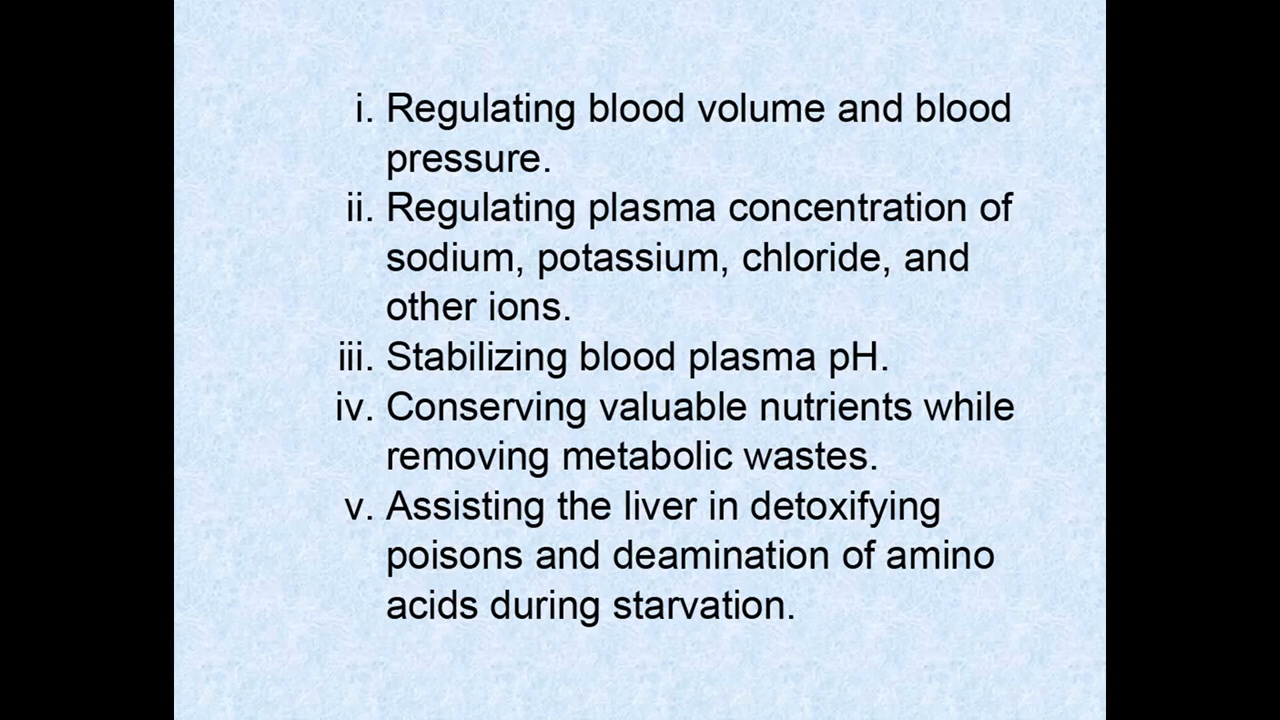 i. Regulating blood volume and blood
pressure.
ii. Regulating plasma concentration of
sodium, potassium, chloride, and
other ions.
iii. Stabilizing blood plasma pH.
iv. Conserving valuable nutrients while
removing metabolic wastes.
v. Assisting the liver in detoxifying
poisons and deamination of amino
acids during starvation.